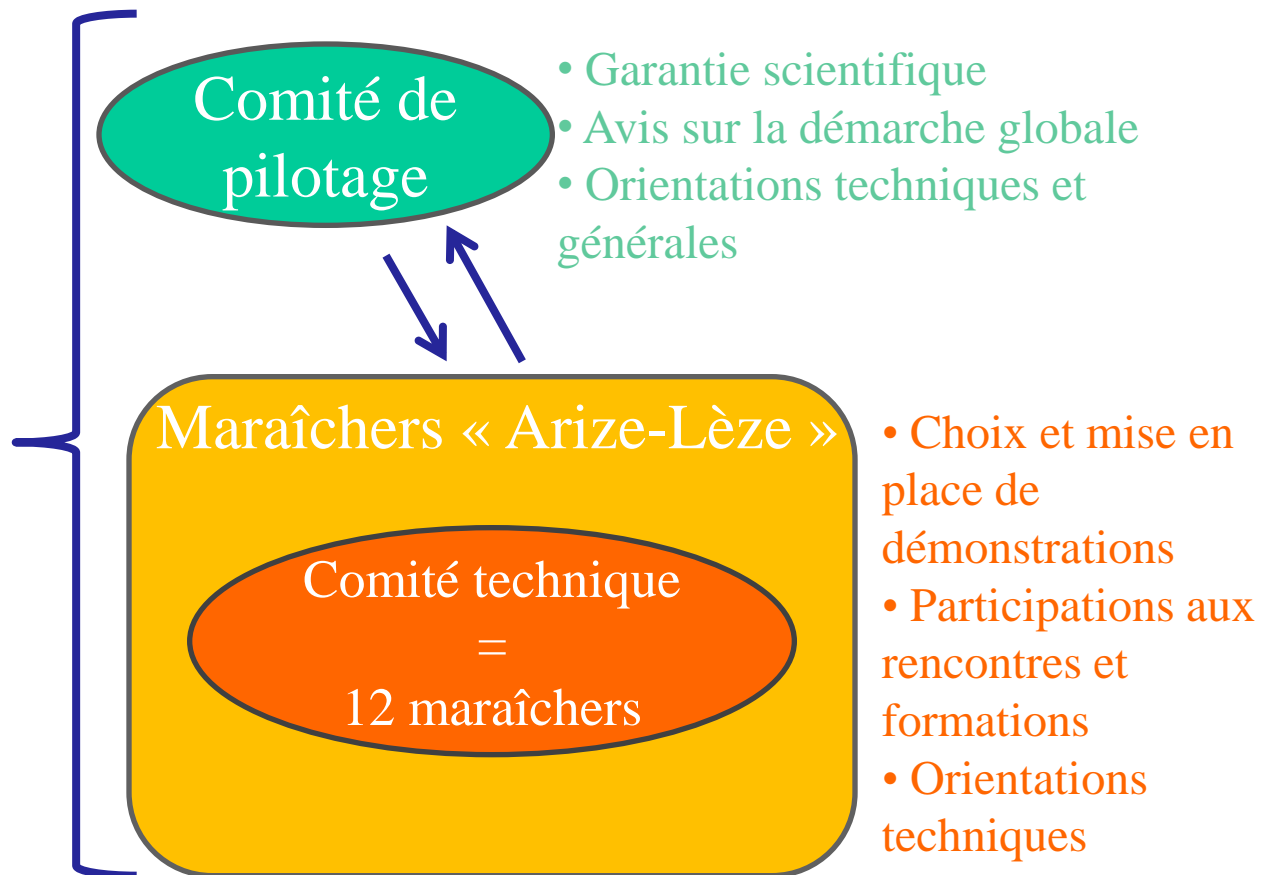 Comité de
pilotage
• Garantie scientifique
• Avis sur la démarche globale
• Orientations techniques et
générales
Maraîchers « Arize-Lèze »
Comité technique
=
12 maraîchers
• Choix et mise en
place de
démonstrations
• Participations aux
rencontres et
formations
• Orientations
techniques